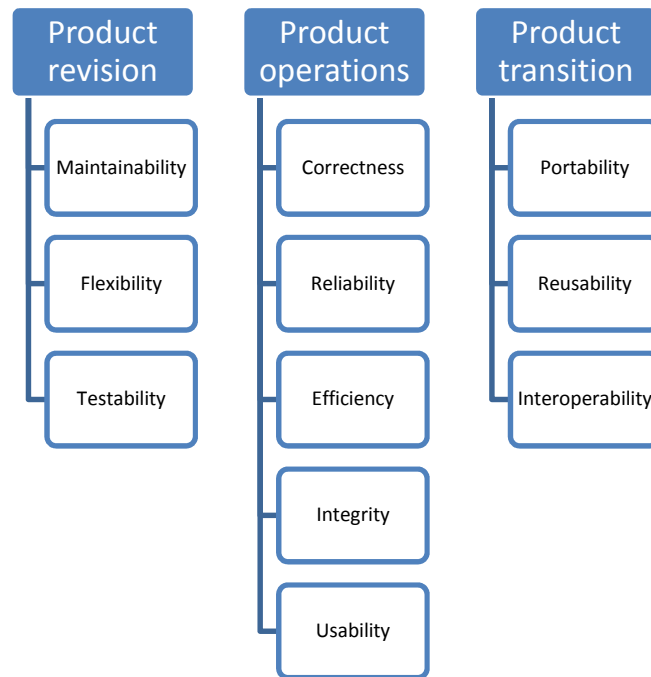 Product
revision
Maintainability
Flexibility
Testability
Product
operations
Correctness
Reliability
Efficiency
Integrity
Usability
Product
transition
Portability
Reusability
Interoperability